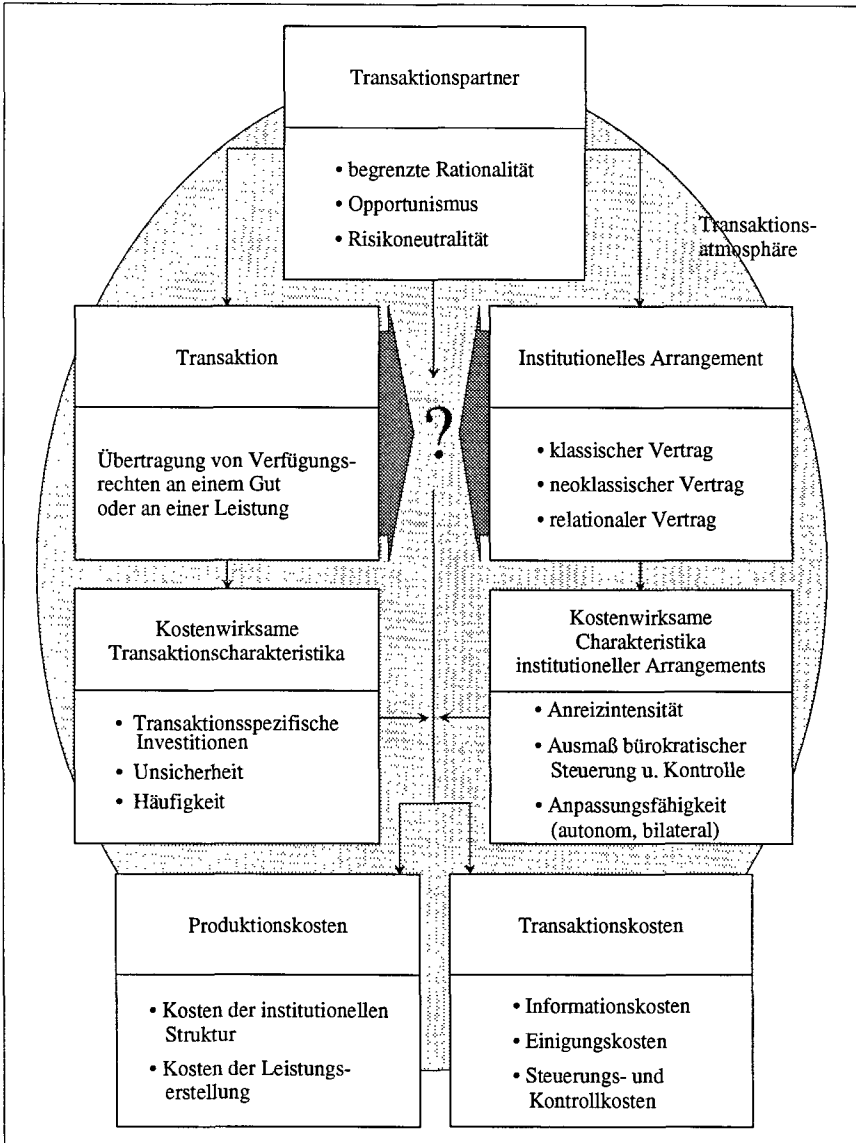 Transaktionspartner
• begrenzte Rationalität
• Opportunismus
• Risikoneutralität
Transaktions-
atmosphäre
Transaktion
Übertragung von Verfügungs-
rechten an einem Gut
oder an einer Leistung
?
Institutionelles Arrangement
• klassischer Vertrag
• neoklassischer Vertrag
• relationaler Vertrag
Kostenwirksame
Transaktionscharakteristika
• Transaktionsspezifische
Investitionen
• Unsicherheit
• Häufigkeit
Kostenwirksame
Charakteristika
institutioneller Arrangements
• Anreizintensität
• Ausmaß bürokratischer
Steuerung u. Kontrolle
• Anpassungsfähigkeit
(autonom, bilateral)
Produktionskosten
• Kosten der institutionellen
Struktur
• Kosten der Leistungs-
erstellung
Transaktionskosten
• Informationskosten
• Einigungskosten
• Steuerungs- und
Kontrollkosten